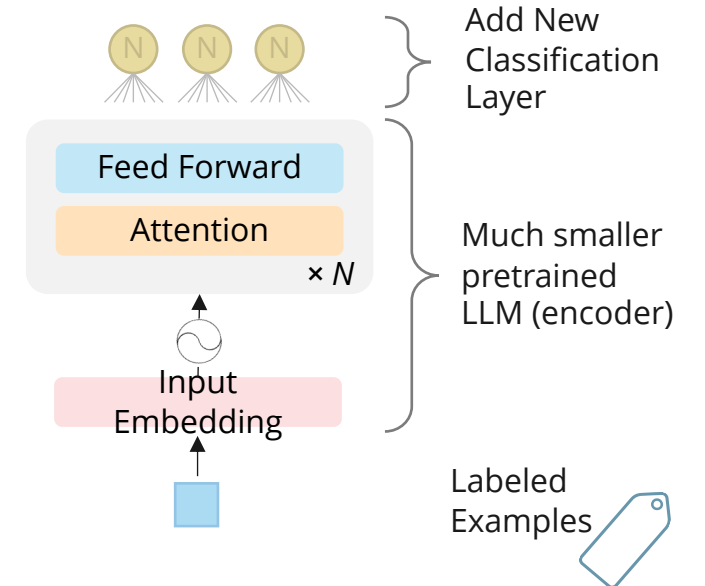 N N N
Add New
Classification
Layer
Feed Forward
Attention
× N
Much smaller
pretrained
LLM (encoder)
Input
Embedding
Labeled
Examples